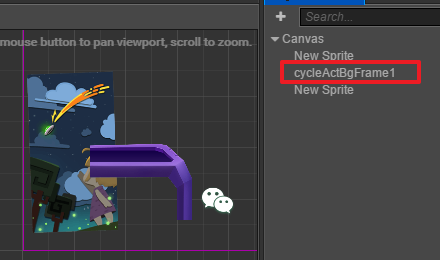 mouse button to pan viewport, scroll to zoom.
Search...
Canvas
New Sprite
cycleActBgFrame1
New Sprite